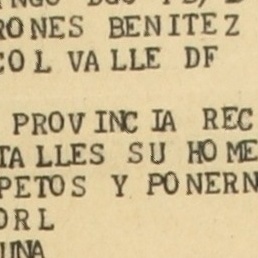 RONES BENITEZ
COL VALLE DF
PROVINCIA REC
TALLES SU HOME
PETOS Y PONERN
ORL
UNA